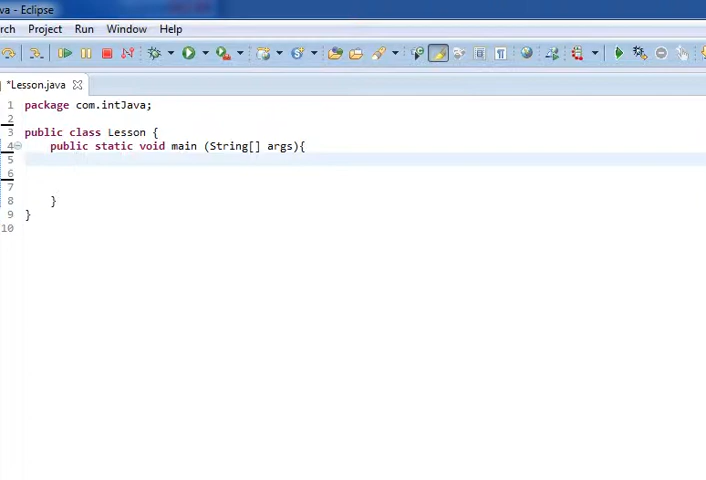 va - Eclipse
rch Project Run Window Help
*Lesson.java
1 package com.intJava;
2
3 public class Lesson {
4 public static void main (String[] args){
5
6
7
8 }
9 }
10